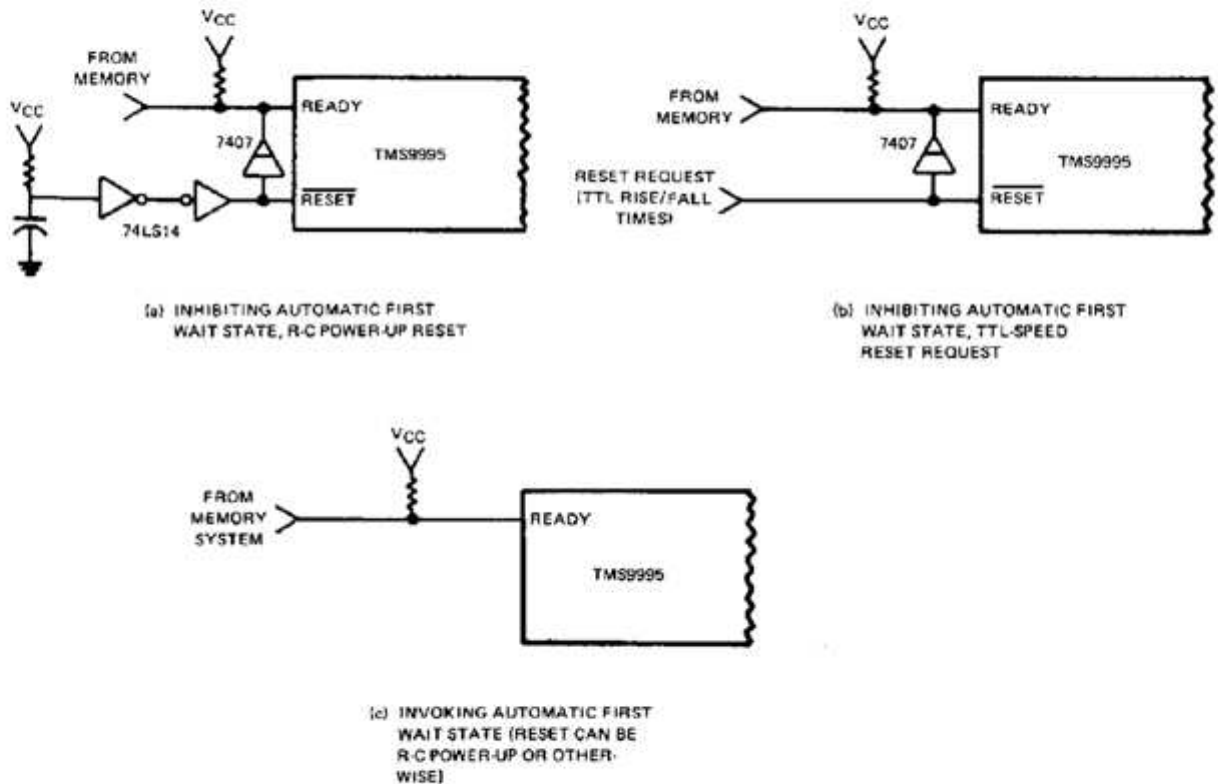 VCC
FROM
MEMORY
VCC
READY
7407
TMS9995
RESET
74LS14
(a) INHIBITING AUTOMATIC FIRST
WAIT STATE, R-C POWER-UP RESET
VCC
FROM
MEMORY
READY
7407
TMS9995
RESET REQUEST
(TTL RISE/FALL
TIMES)
RESET
(b) INHIBITING AUTOMATIC FIRST
WAIT STATE, TTL-SPEED
RESET REQUEST
VCC
FROM
MEMORY
SYSTEM
READY
TMS9995
(c) INVOKING AUTOMATIC FIRST
WAIT STATE (RESET CAN BE
R-C POWER-UP OR OTHER-
WISE)